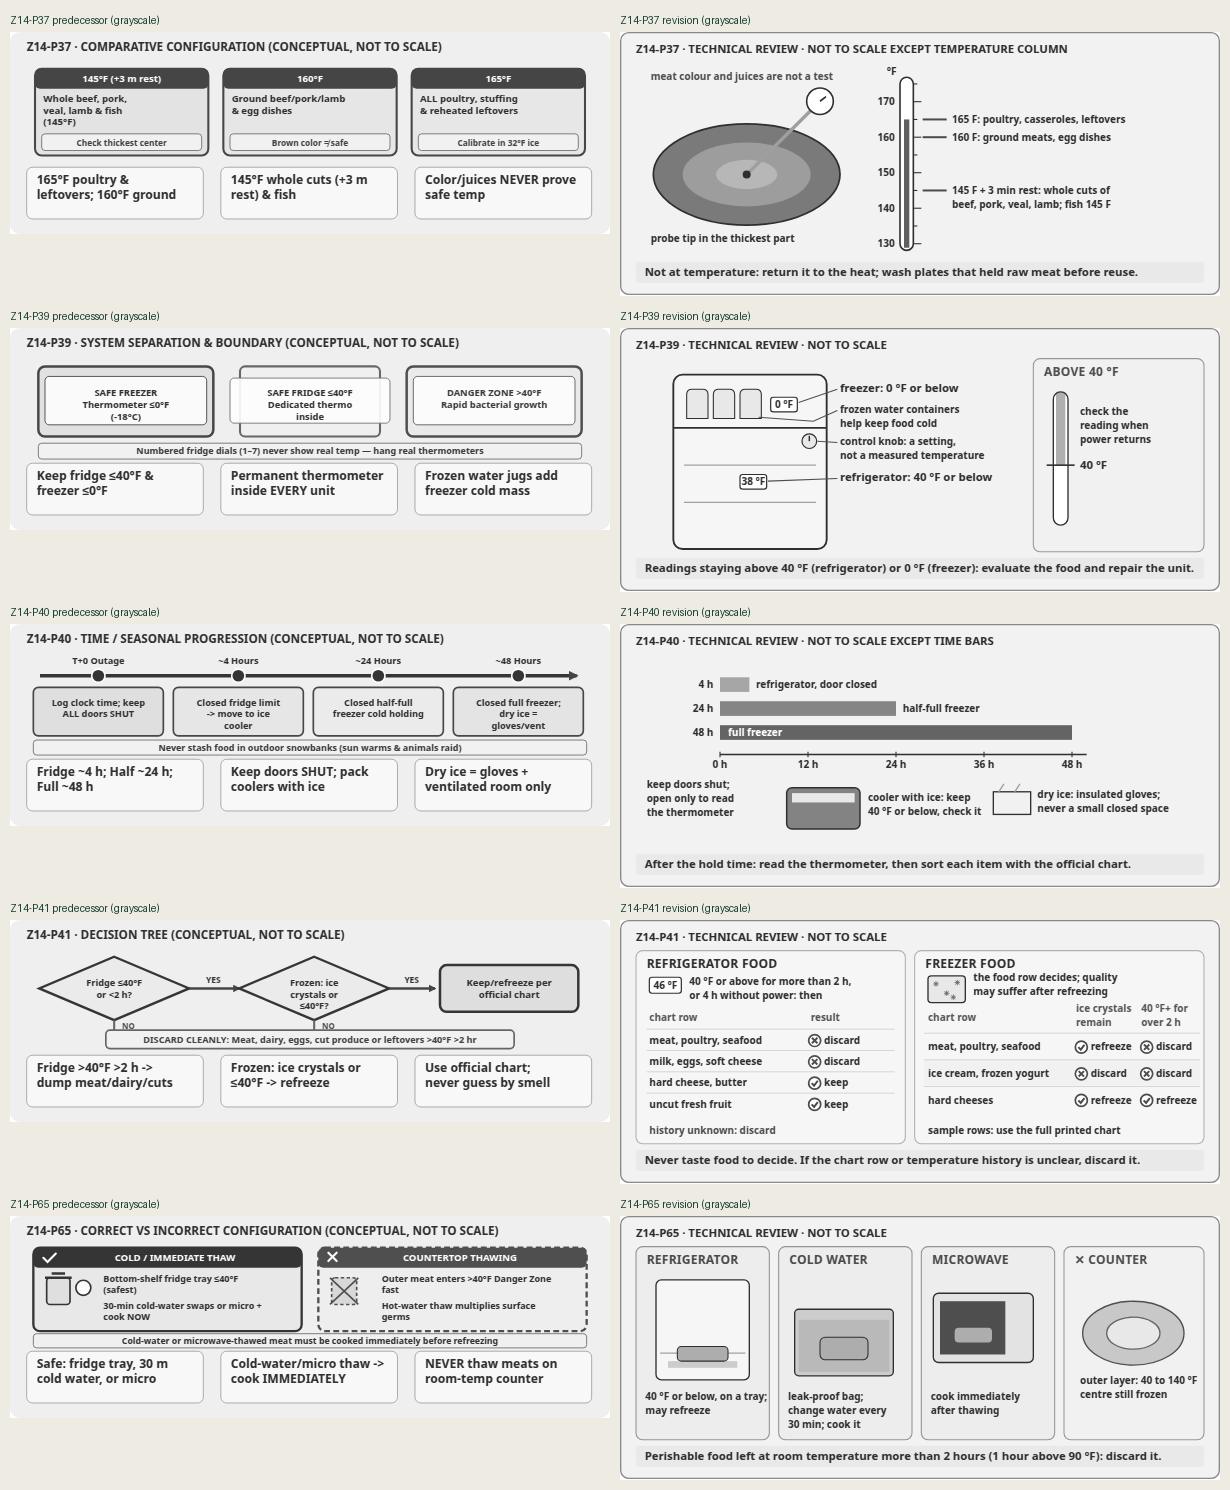 Z14-P37 predecessor (grayscale)
Z14-P37 · COMPARATIVE CONFIGURATION (CONCEPTUAL, NOT TO SCALE)
145°F (+3 m rest)
Whole beef, pork,
veal, lamb & fish
(145°F)
Check thickest center
160°F
Ground beef/pork/lamb
& egg dishes
Brown color ≠safe
165°F
ALL poultry, stuffing
& reheated leftovers
Calibrate in 32°F ice
165°F poultry &
leftovers; 160°F ground
145°F whole cuts (+3 m
rest) & fish
Color/juices NEVER prove
safe temp
Z14-P37 revision (grayscale)
Z14-P37 · TECHNICAL REVIEW · NOT TO SCALE EXCEPT TEMPERATURE COLUMN
meat colour and juices are not a test
probe tip in the thickest part
°F
170
160
150
140
130
165 F: poultry, casseroles, leftovers
160 F: ground meats, egg dishes
145 F + 3 min rest: whole cuts of
beef, pork, veal, lamb; fish 145 F
Not at temperature: return it to the heat; wash plates that held raw meat before reuse.
Z14-P39 predecessor (grayscale)
Z14-P39 · SYSTEM SEPARATION & BOUNDARY (CONCEPTUAL, NOT TO SCALE)
SAFE FREEZER
Thermometer ≤0°F
(-18°C)
SAFE FRIDGE ≤40°F
Dedicated thermo
inside
DANGER ZONE >40°F
Rapid bacterial growth
Numbered fridge dials (1–7) never show real temp — hang real thermometers
Keep fridge ≤40°F &
freezer ≤0°F
Permanent thermometer
inside EVERY unit
Frozen water jugs add
freezer cold mass
Z14-P39 revision (grayscale)
Z14-P39 · TECHNICAL REVIEW · NOT TO SCALE
0 °F
38 °F
freezer: 0 °F or below
frozen water containers
help keep food cold
control knob: a setting,
not a measured temperature
refrigerator: 40 °F or below
ABOVE 40 °F
check the
reading when
power returns
40 °F
Readings staying above 40 °F (refrigerator) or 0 °F (freezer): evaluate the food and repair the unit.
Z14-P40 predecessor (grayscale)
Z14-P40 · TIME / SEASONAL PROGRESSION (CONCEPTUAL, NOT TO SCALE)
T+0 Outage
~4 Hours
~24 Hours
~48 Hours
Log clock time; keep
ALL doors SHUT
Closed fridge limit
-> move to ice
cooler
Closed half-full
freezer cold holding
Closed full freezer;
dry ice =
gloves/vent
Never stash food in outdoor snowbanks (sun warms & animals raid)
Fridge ~4 h; Half ~24 h;
Full ~48 h
Keep doors SHUT; pack
coolers with ice
Dry ice = gloves +
ventilated room only
Z14-P40 revision (grayscale)
Z14-P40 · TECHNICAL REVIEW · NOT TO SCALE EXCEPT TIME BARS
4 h
refrigerator, door closed
24 h
half-full freezer
48 h
full freezer
0 h
12 h
24 h
36 h
48 h
keep doors shut;
open only to read
the thermometer
cooler with ice: keep
40 °F or below, check it
dry ice: insulated gloves;
never a small closed space
After the hold time: read the thermometer, then sort each item with the official chart.
Z14-P41 predecessor (grayscale)
Z14-P41 · DECISION TREE (CONCEPTUAL, NOT TO SCALE)
Fridge ≤40°F
or <2 h?
YES
Frozen: ice
crystals or
≤40°F?
YES
Keep/refreeze per
official chart
NO
NO
DISCARD CLEANLY: Meat, dairy, eggs, cut produce or leftovers >40°F >2 hr
Fridge >40°F >2 h ->
dump meat/dairy/cuts
Frozen: ice crystals or
≤40°F -> refreeze
Use official chart;
never guess by smell
Z14-P41 revision (grayscale)
Z14-P41 · TECHNICAL REVIEW · NOT TO SCALE
REFRIGERATOR FOOD
46 °F
40 °F or above for more than 2 h,
or 4 h without power: then
chart row
result
meat, poultry, seafood
discard
milk, eggs, soft cheese
discard
hard cheese, butter
keep
uncut fresh fruit
keep
history unknown: discard
FREEZER FOOD
the food row decides; quality
may suffer after refreezing
chart row
ice crystals
remain
40 °F+ for
over 2 h
meat, poultry, seafood
refreeze
discard
ice cream, frozen yogurt
discard
discard
hard cheeses
refreeze
refreeze
sample rows: use the full printed chart
Never taste food to decide. If the chart row or temperature history is unclear, discard it.
Z14-P65 predecessor (grayscale)
Z14-P65 · CORRECT VS INCORRECT CONFIGURATION (CONCEPTUAL, NOT TO SCALE)
COLD / IMMEDIATE THAW
Bottom-shelf fridge tray ≤40°F
(safest)
30-min cold-water swaps or micro +
cook NOW
COUNTERTOP THAWING
Outer meat enters >40°F Danger Zone
fast
Hot-water thaw multiplies surface
germs
Cold-water or microwave-thawed meat must be cooked immediately before refreezing
Safe: fridge tray, 30 m
cold water, or micro
Cold-water/micro thaw ->
cook IMMEDIATELY
NEVER thaw meats on
room-temp counter
Z14-P65 revision (grayscale)
Z14-P65 · TECHNICAL REVIEW · NOT TO SCALE
REFRIGERATOR
40 °F or below, on a tray;
may refreeze
COLD WATER
leak-proof bag;
change water every
30 min; cook it
MICROWAVE
cook immediately
after thawing
✕ COUNTER
outer layer: 40 to 140 °F
centre still frozen
Perishable food left at room temperature more than 2 hours (1 hour above 90 °F): discard it.